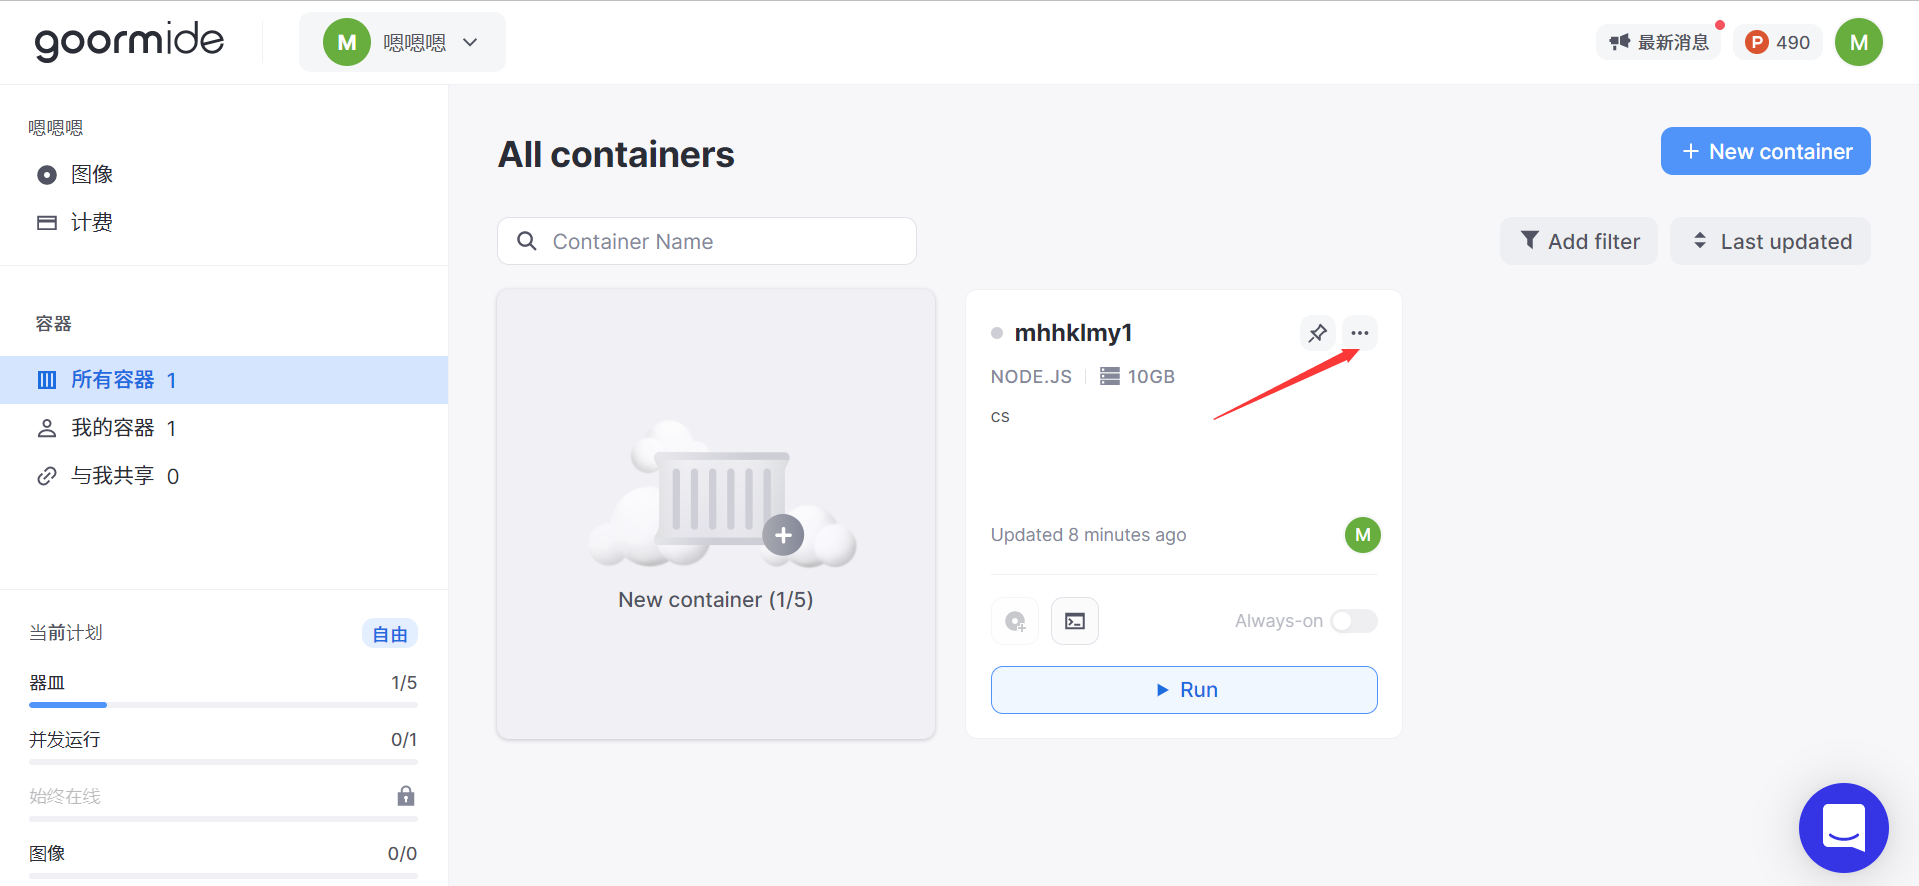 goormide
M 嗯嗯嗯
最新消息
P 490
M
嗯嗯嗯
图像
计费
容器
所有容器 1
我的容器 1
与我共享 0
当前计划 自由
器皿 1/5
并发运行 0/1
始终在线
图像 0/0
All containers
+ New container
Container Name
Add filter
Last updated
New container (1/5)
mhhklmy1
NODE.JS 10GB
cs
Updated 8 minutes ago
M
Always-on
Run